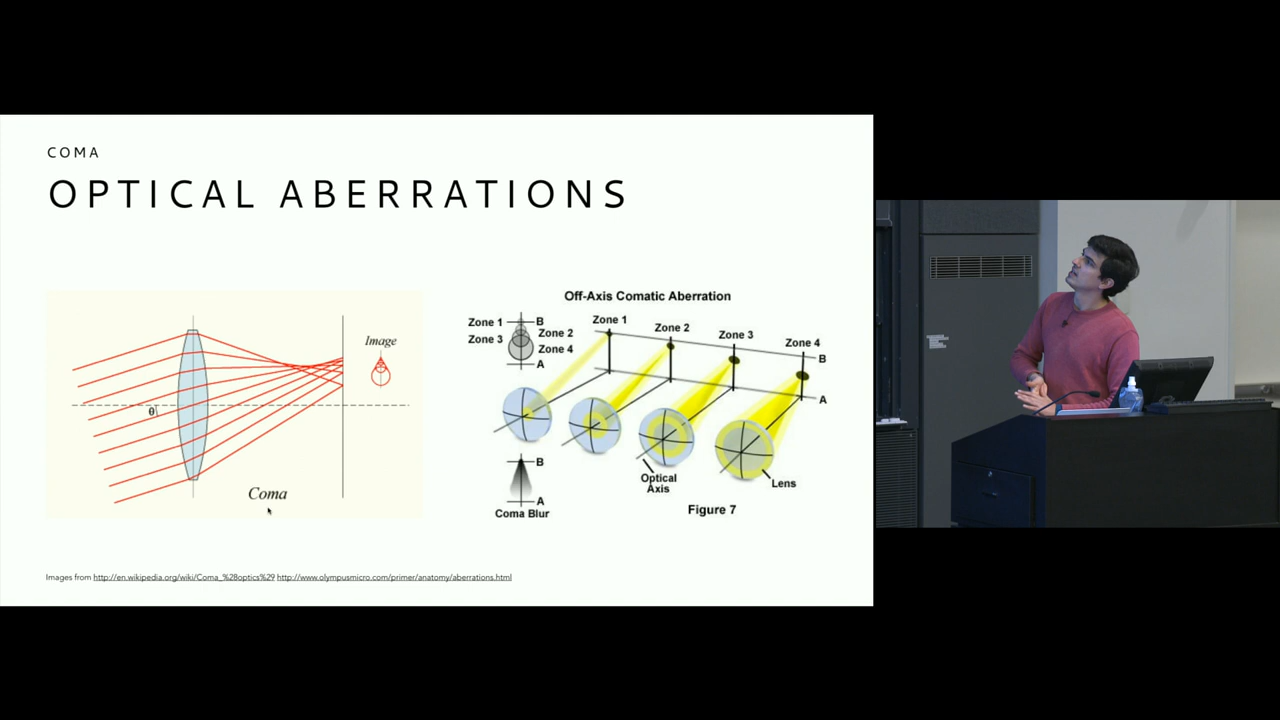 COMA
OPTICAL ABERRATIONS
θ
Image
Coma
Off-Axis Comatic Aberration
Zone 1
B
Zone 2
Zone 3
Zone 4
A
Zone 1
Zone 2
Zone 3
Zone 4
B
A
B
A
Coma Blur
Optical
Axis
Lens
Figure 7
Images from http://en.wikipedia.org/wiki/Coma_%28optics%29 http://www.olympusmicro.com/primer/anatomy/aberrations.html